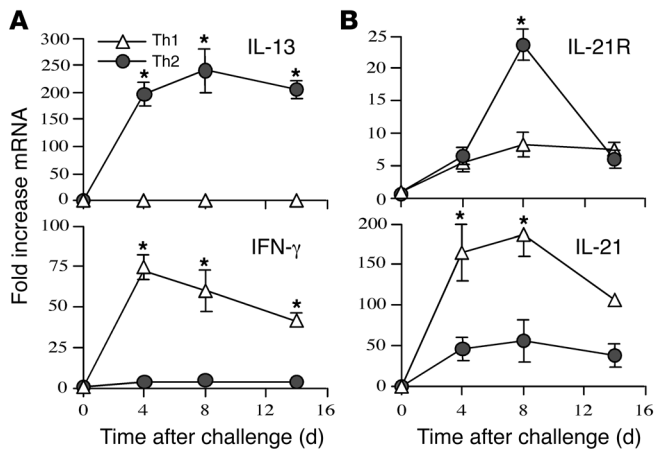 A
B
Th1
Th2
IL-13
IL-21R
300
250
200
150
100
50
0
*
*
*
25
20
15
10
5
0
*
IFN-γ
IL-21
100
75
50
25
0
*
*
*
200
150
100
50
0
*
*
0 4 8 12 16
0 4 8 12 16
Fold increase mRNA
Time after challenge (d)
Time after challenge (d)